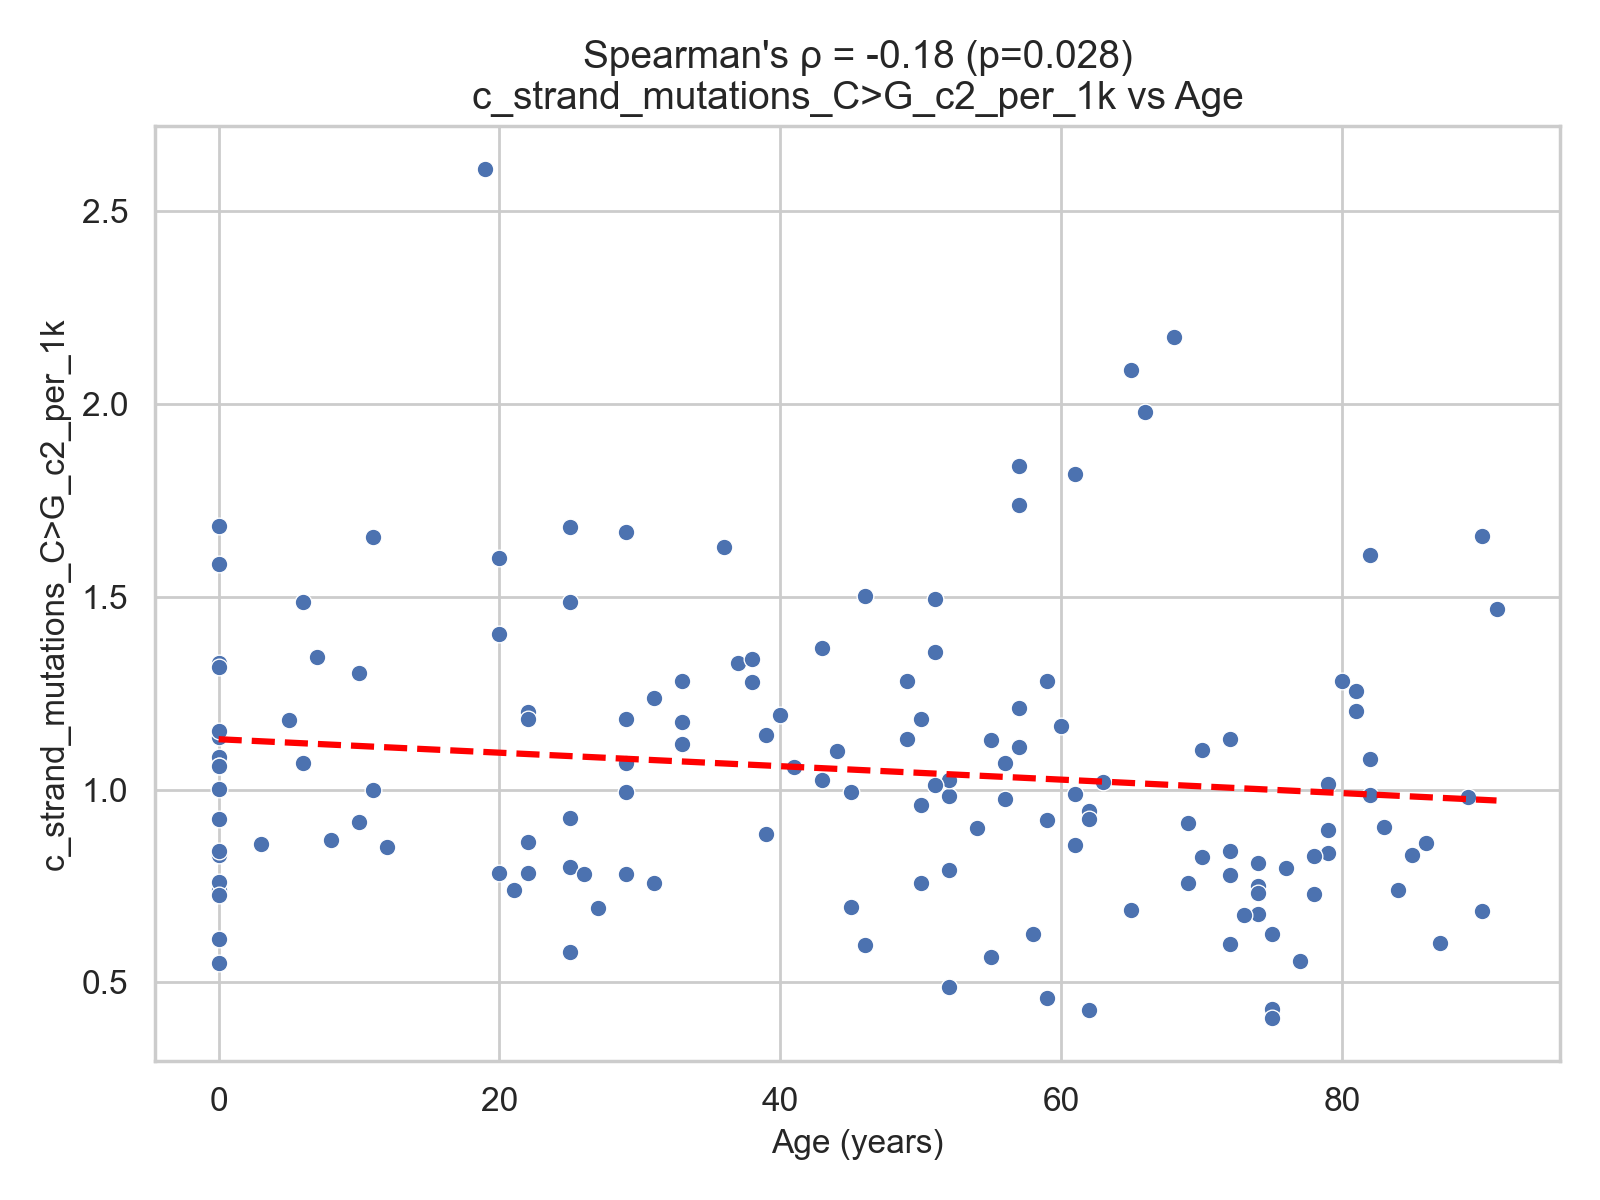 Spearman's ρ = -0.18 (p=0.028)
c_strand_mutations_C>G_c2_per_1k vs Age
c_strand_mutations_C>G_c2_per_1k
2.5
2.0
1.5
1.0
0.5
0
20
40
60
80
Age (years)